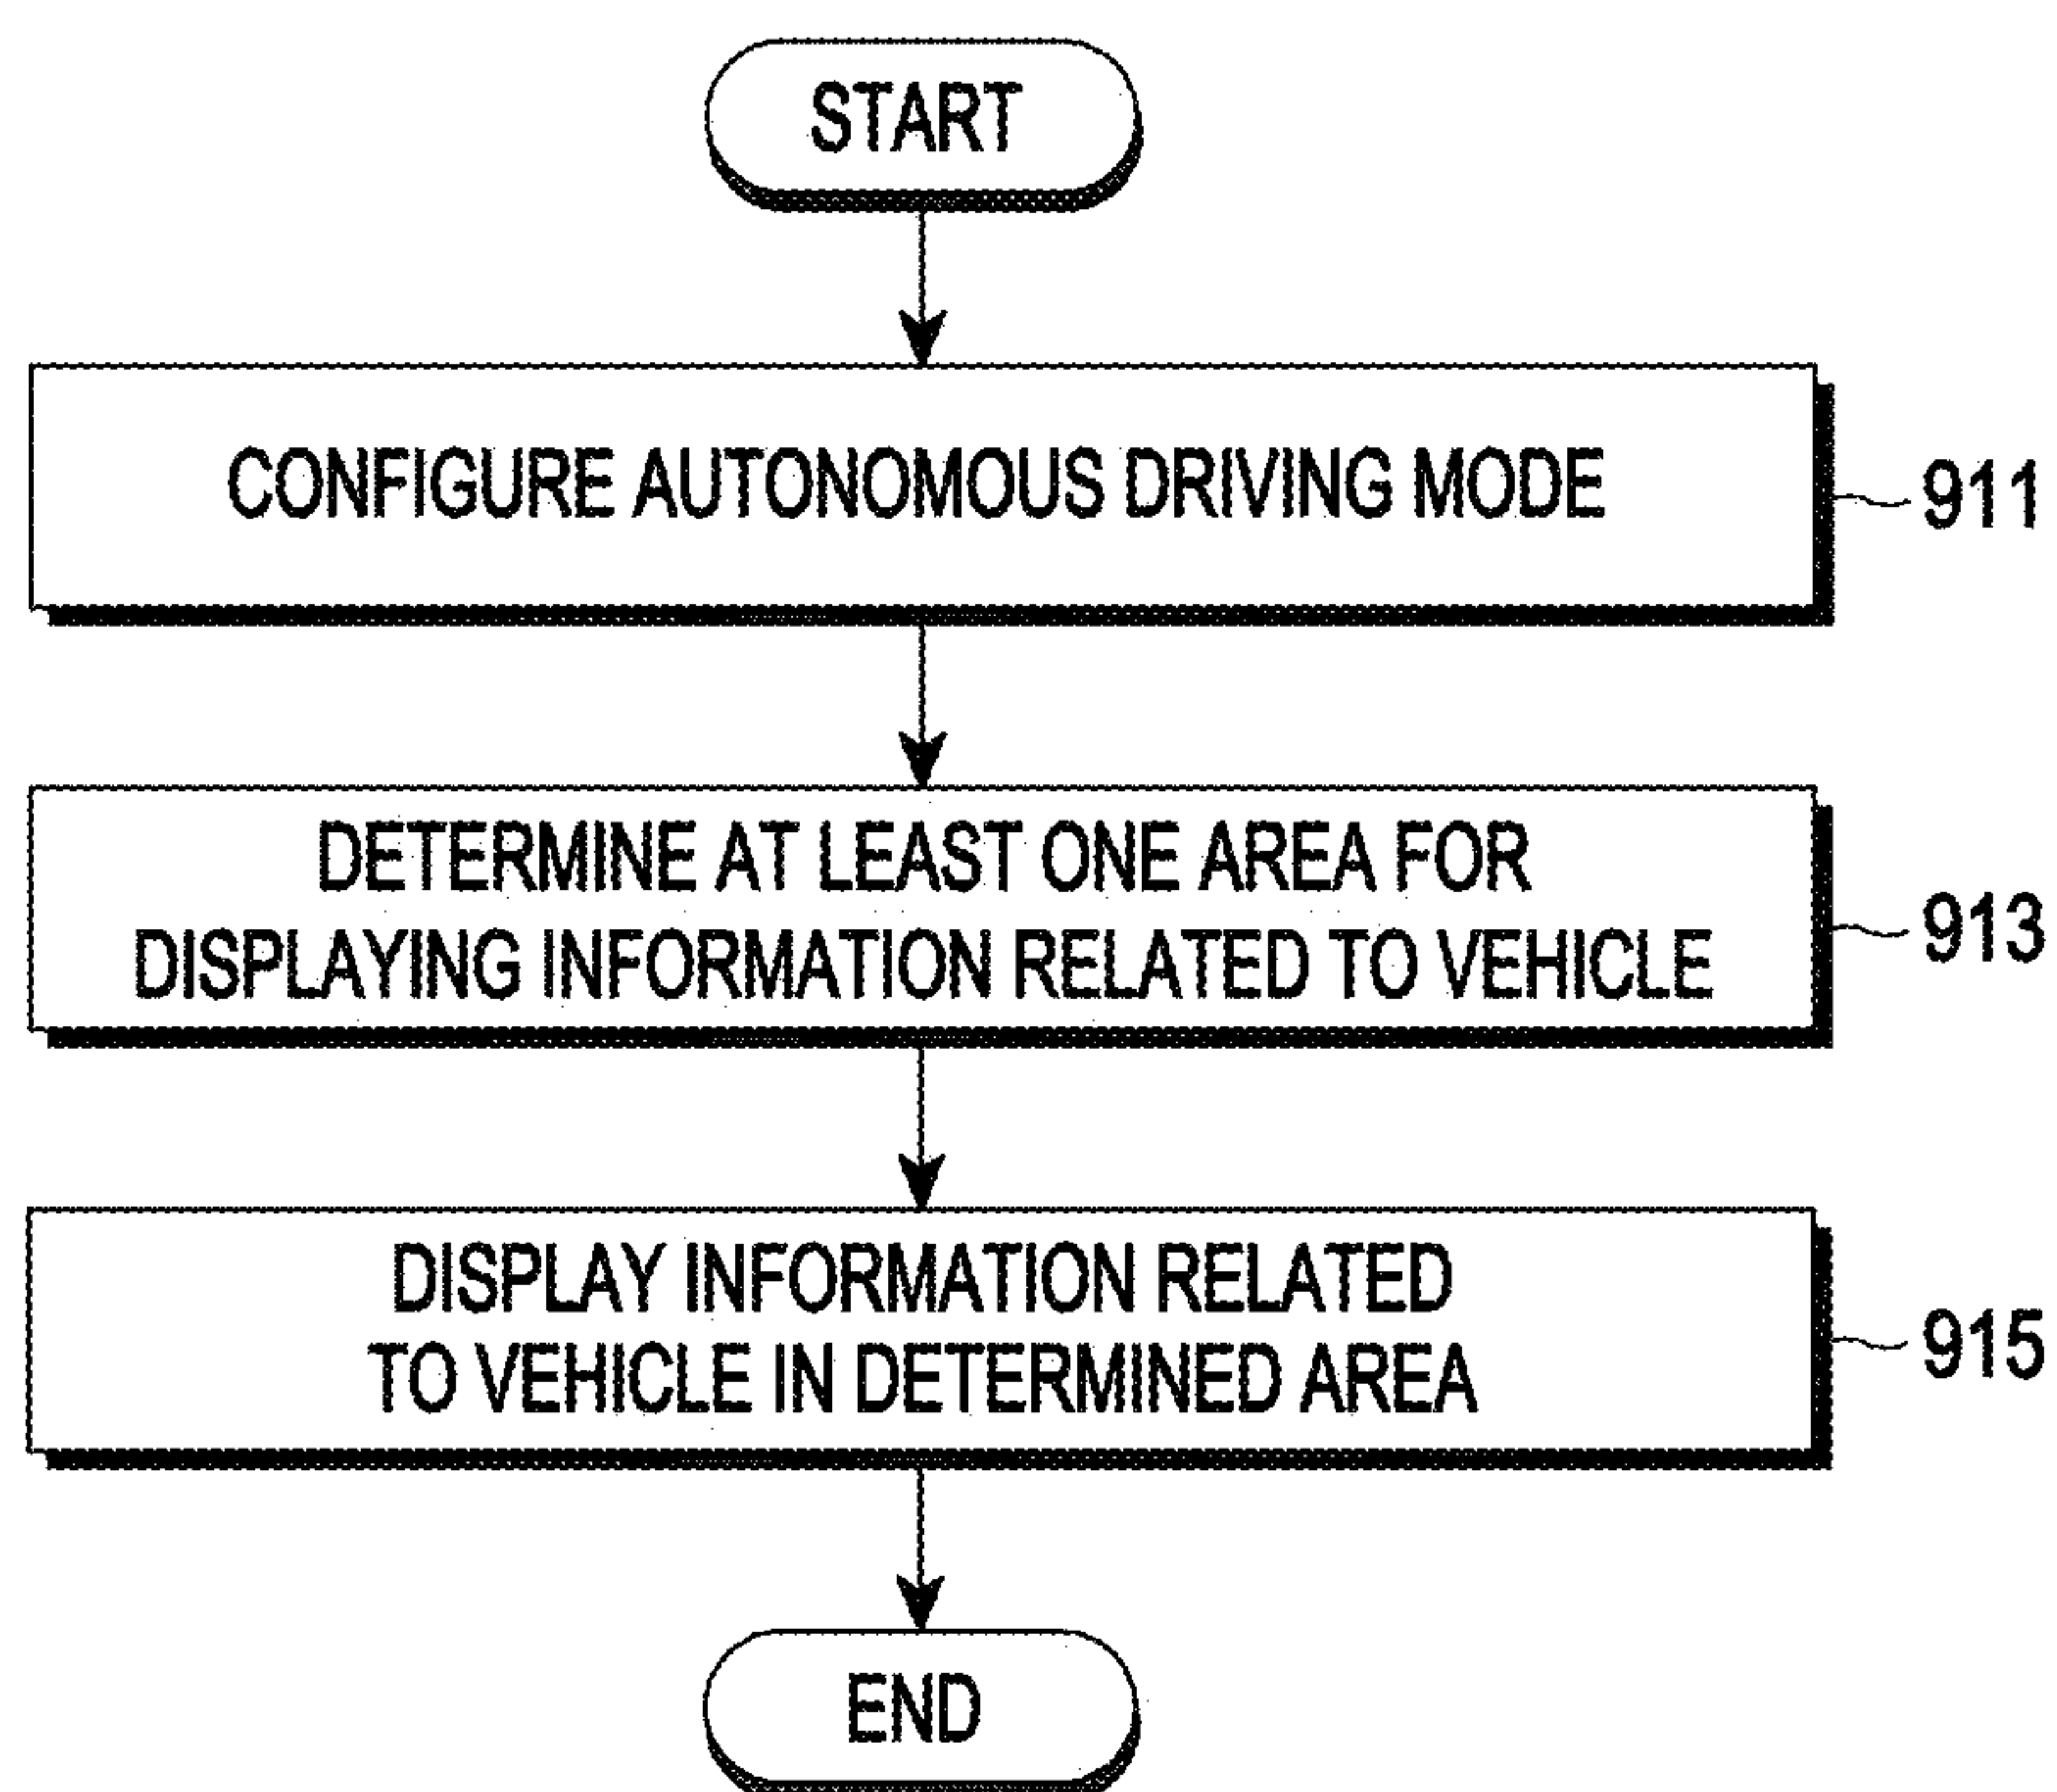 START
CONFIGURE AUTONOMOUS DRIVING MODE
911
DETERMINE AT LEAST ONE AREA FOR
DISPLAYING INFORMATION RELATED TO VEHICLE
913
DISPLAY INFORMATION RELATED
TO VEHICLE IN DETERMINED AREA
915
END